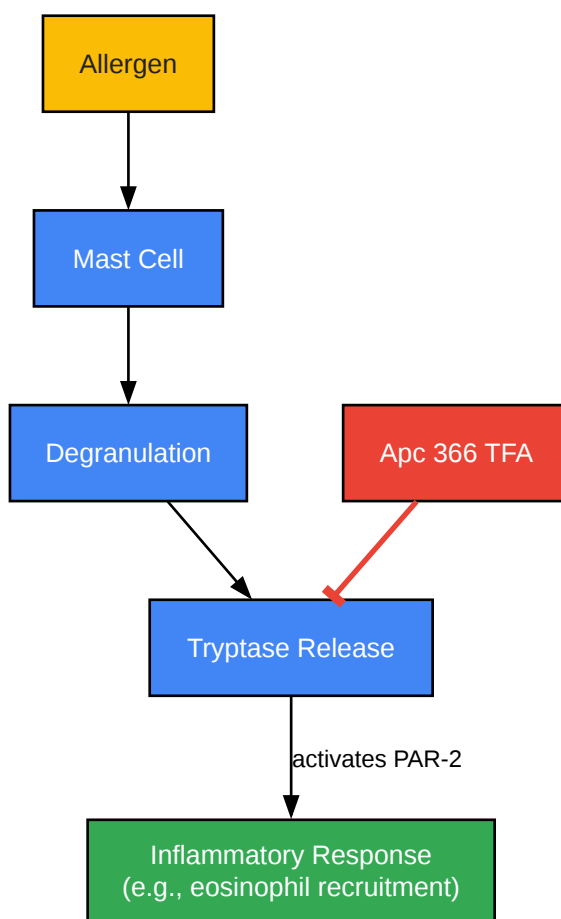 Allergen
Mast Cell
Degranulation
Apc 366 TFA
Tryptase Release
activates PAR-2
Inflammatory Response
(e.g., eosinophil recruitment)